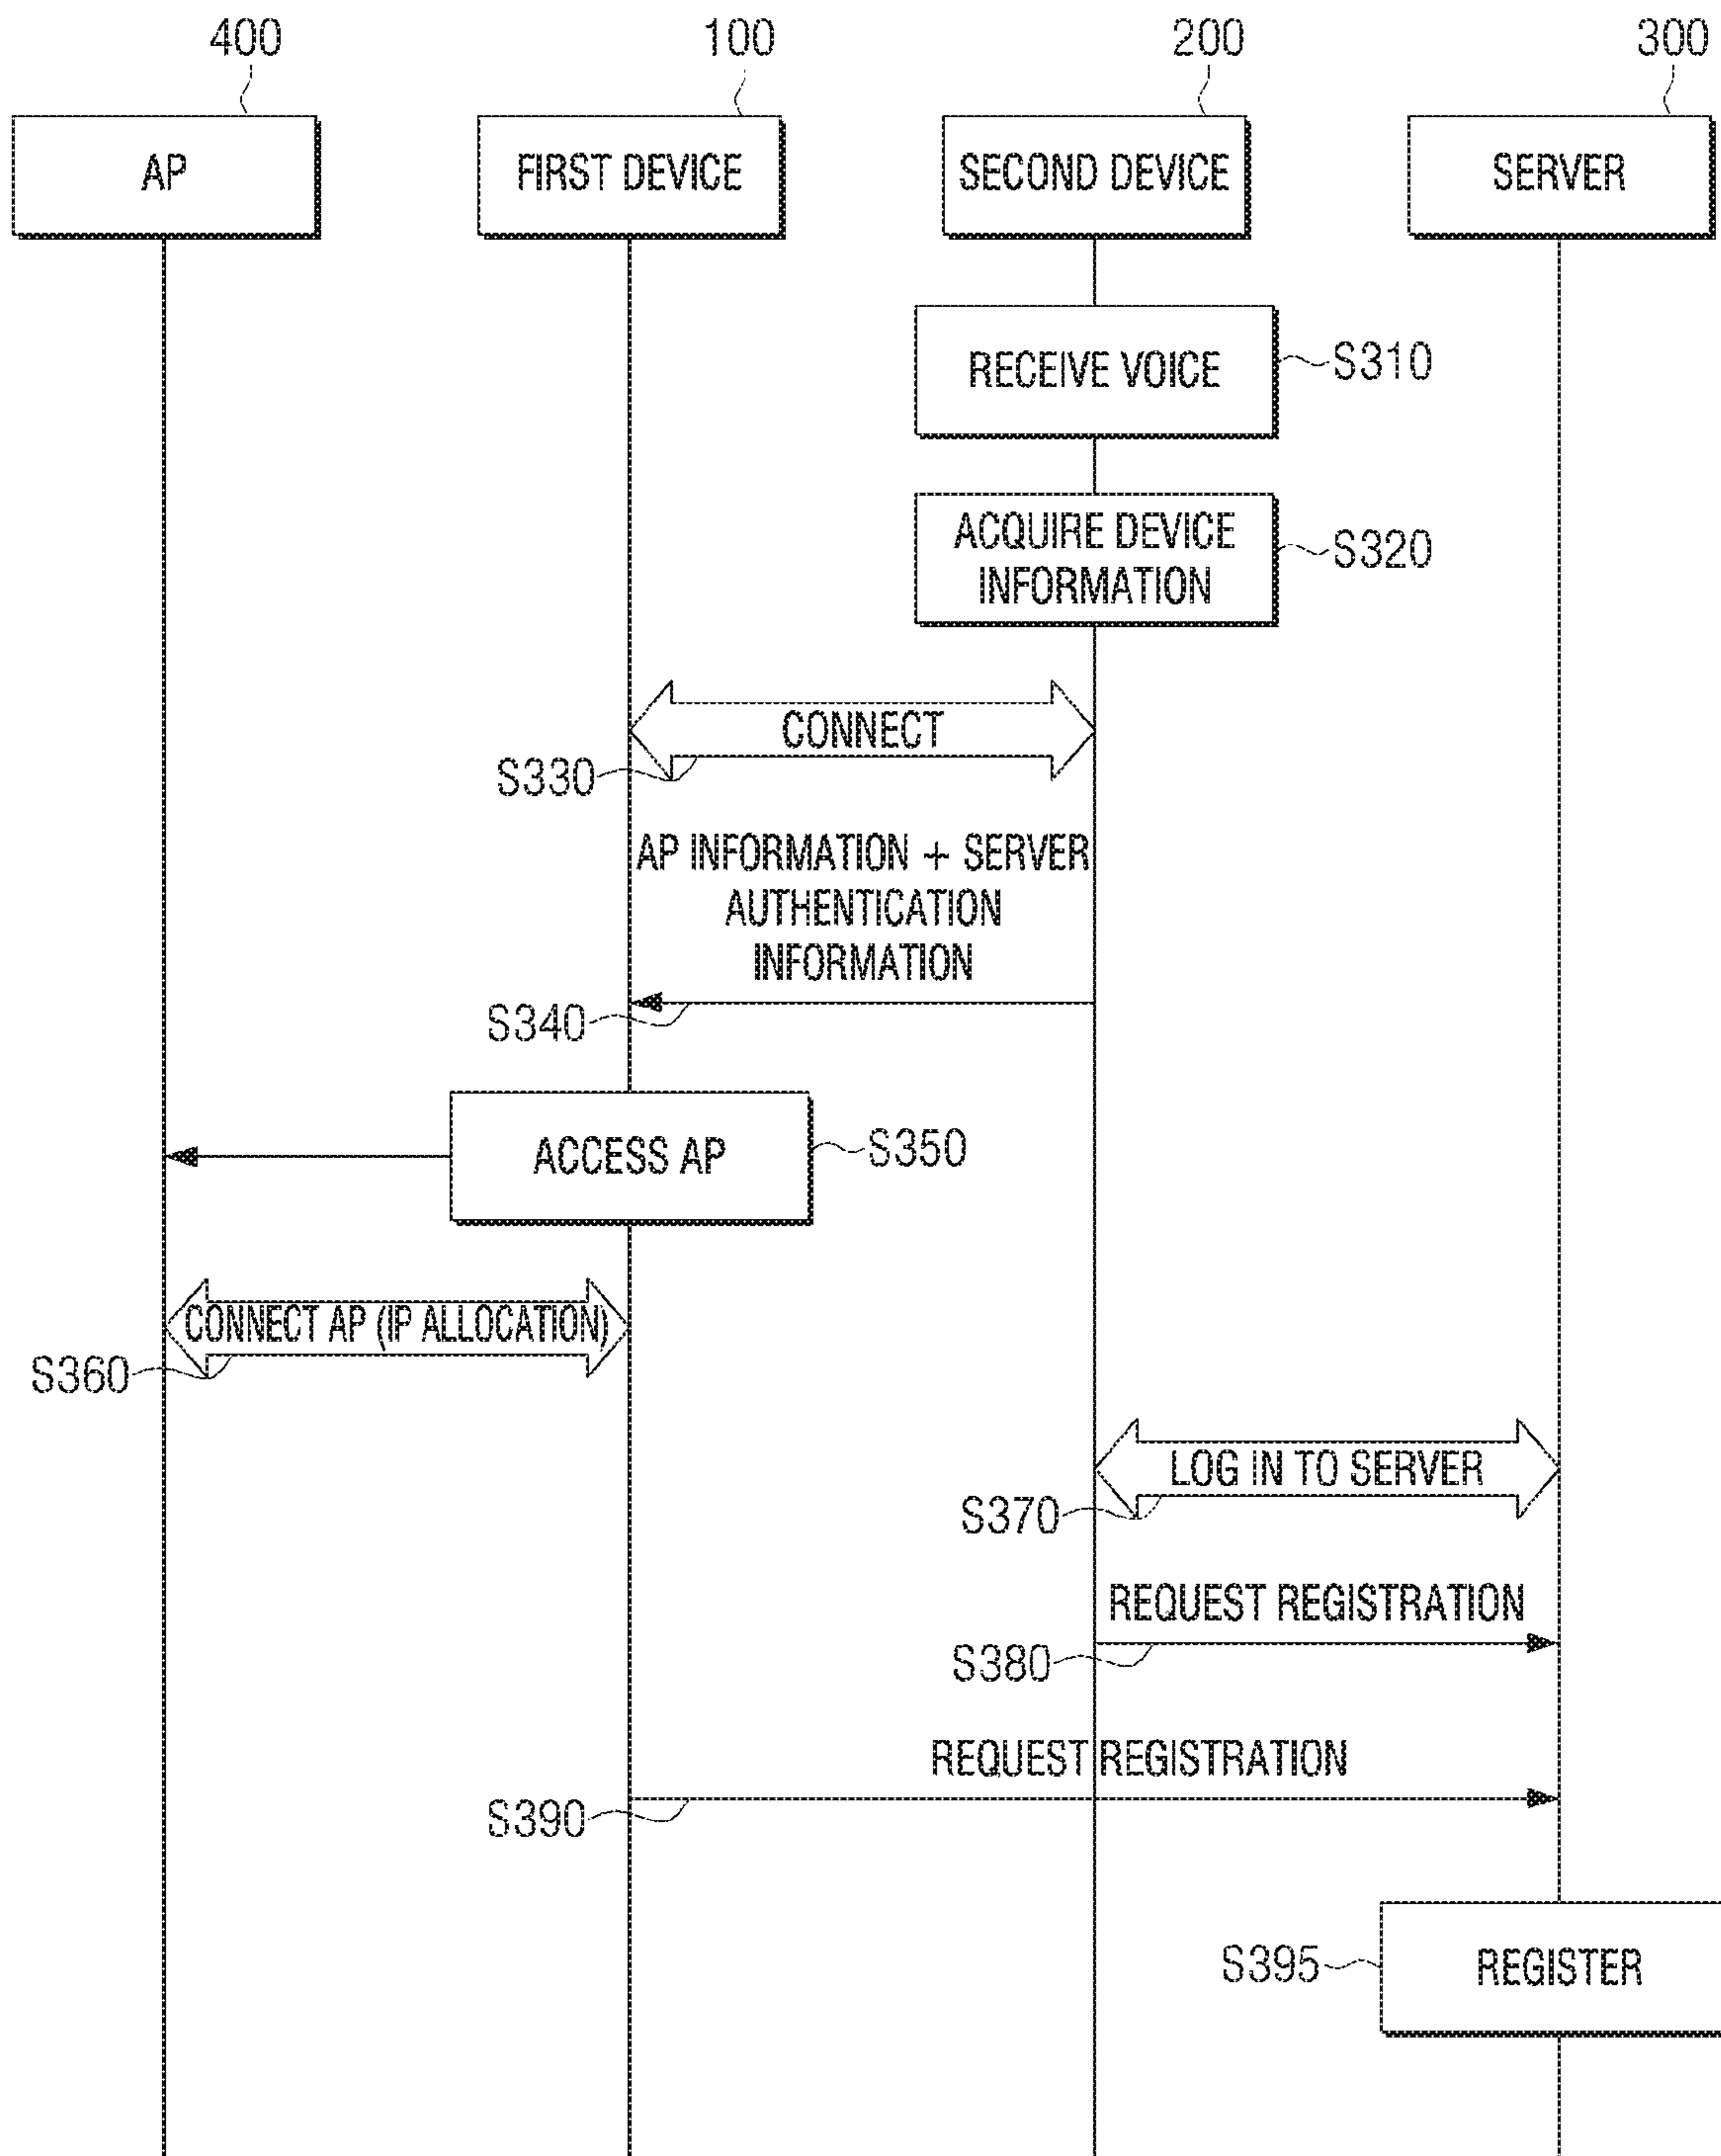 400
100
200
300
AP
FIRST DEVICE
SECOND DEVICE
SERVER
RECEIVE VOICE
S310
ACQUIRE DEVICE
INFORMATION
S320
CONNECT
S330
AP INFORMATION + SERVER
AUTHENTICATION
INFORMATION
S340
ACCESS AP
S350
CONNECT AP (IP ALLOCATION)
S360
LOG IN TO SERVER
S370
REQUEST REGISTRATION
S380
REQUEST REGISTRATION
S390
S395
REGISTER